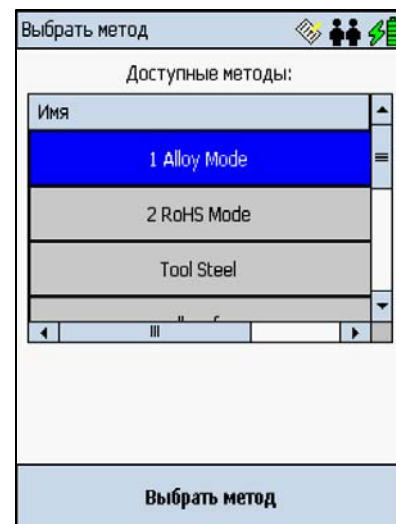 Выбрать метод
Доступные методы:
Имя
1 Alloy Mode
2 RoHS Mode
Tool Steel
Выбрать метод